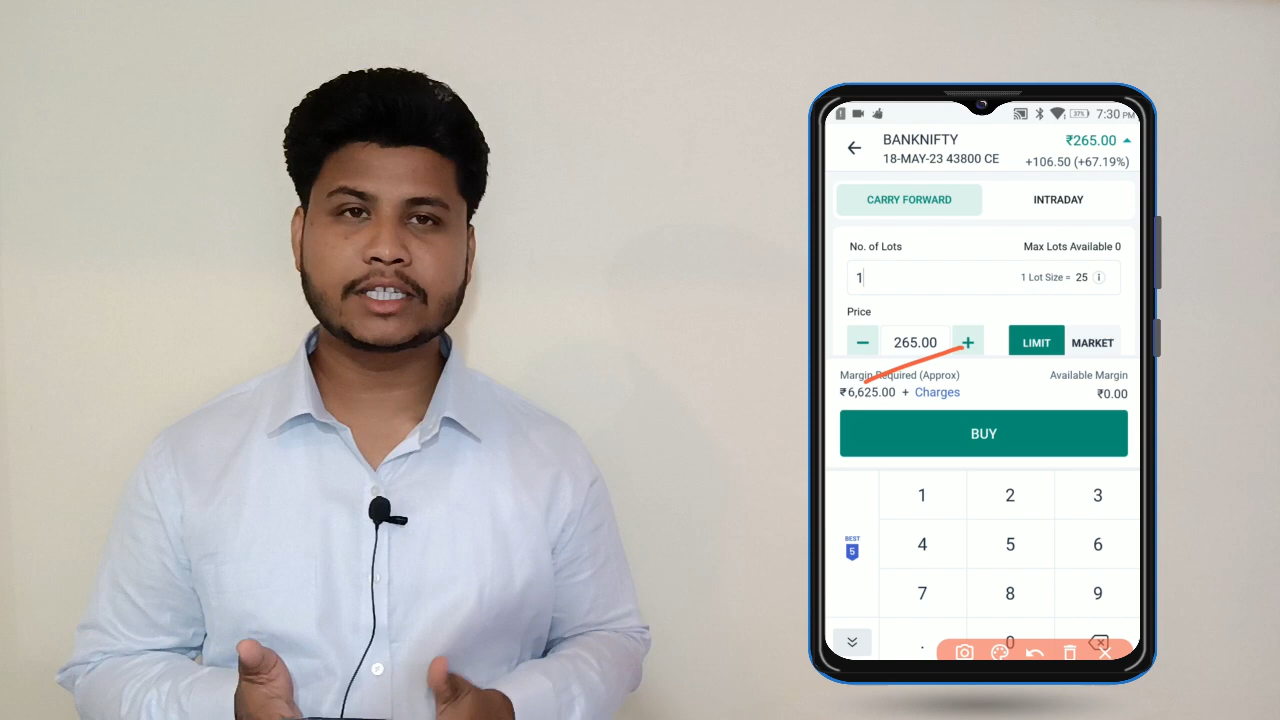 37% 7:30 PM
BANKNIFTY ₹265.00
18-MAY-23 43800 CE +106.50 (+67.19%)
CARRY FORWARD INTRADAY
No. of Lots Max Lots Available 0
1 1 Lot Size = 25 i
Price
− 265.00 + LIMIT MARKET
Margin Required (Approx) Available Margin
₹6,625.00 + Charges ₹0.00
BUY
1 2 3
4 5 6
BEST
5
7 8 9
. 0